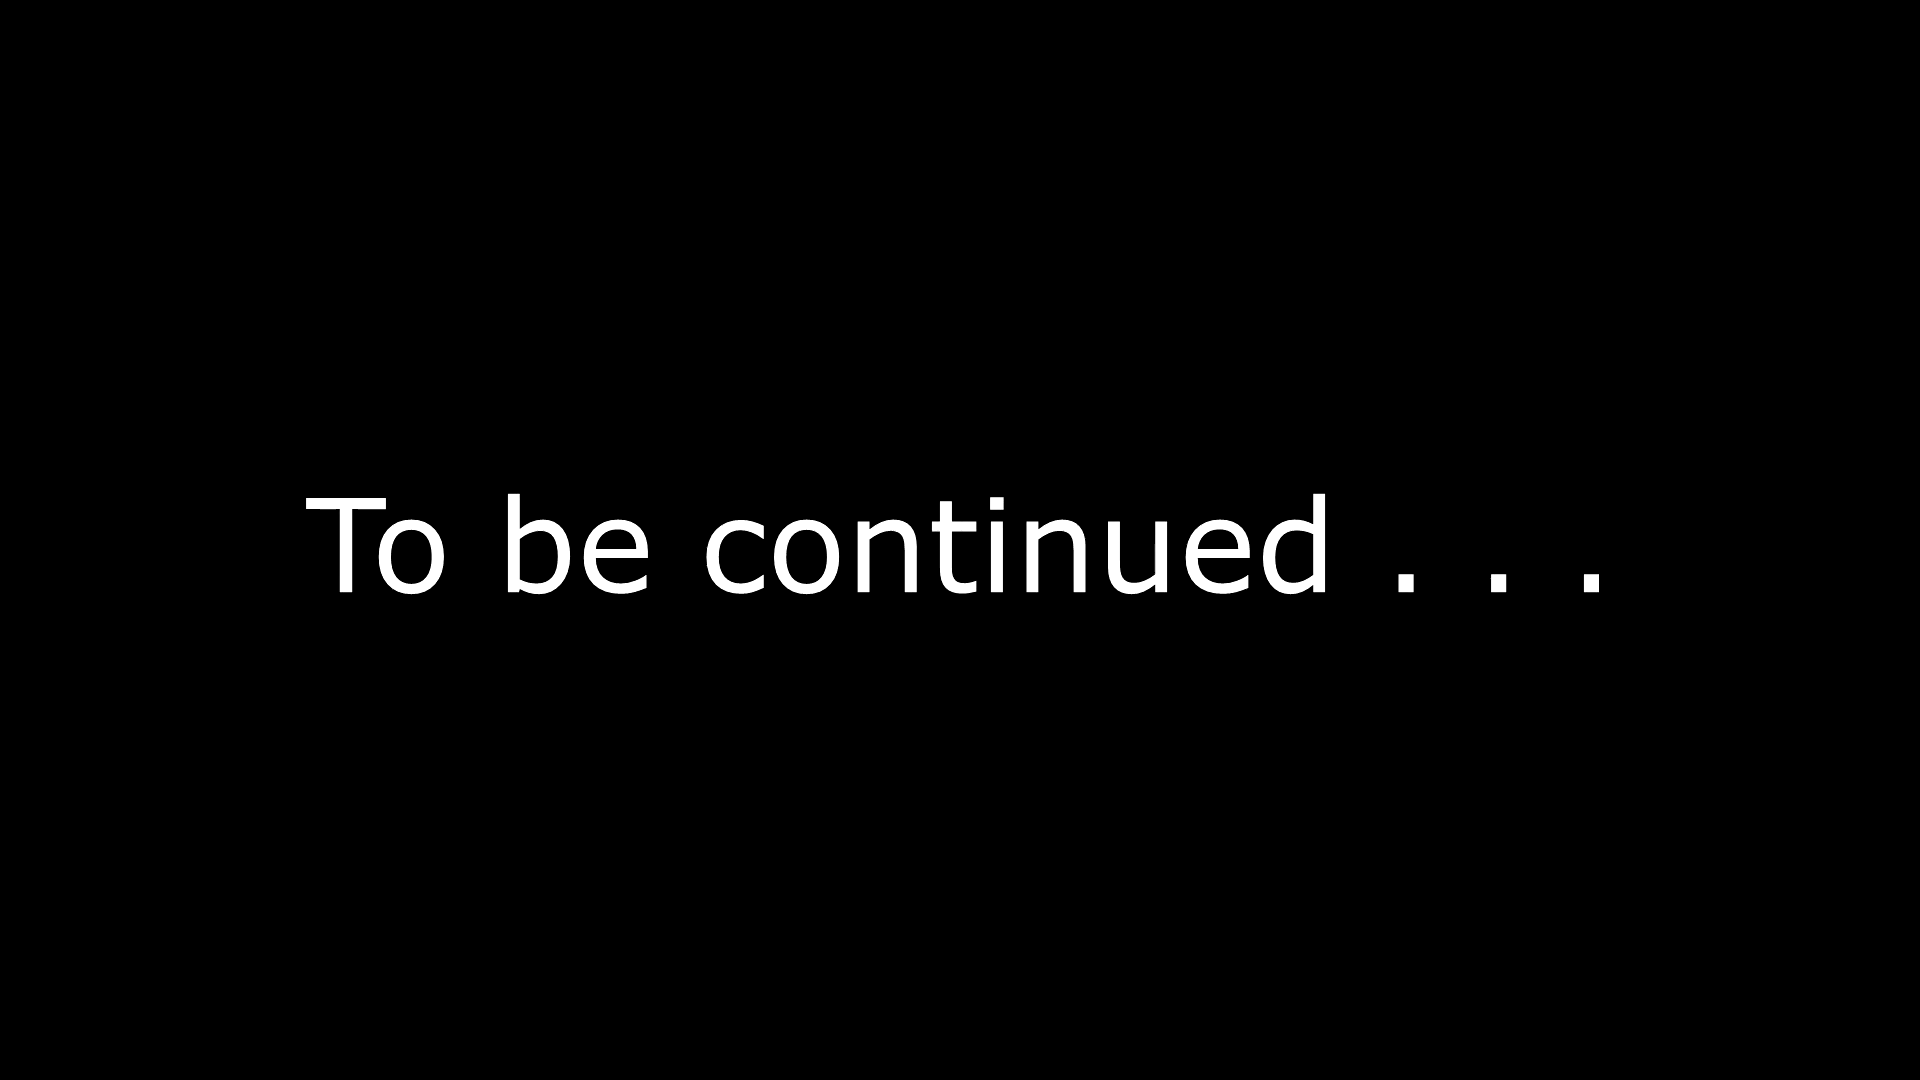 To be continued . . .